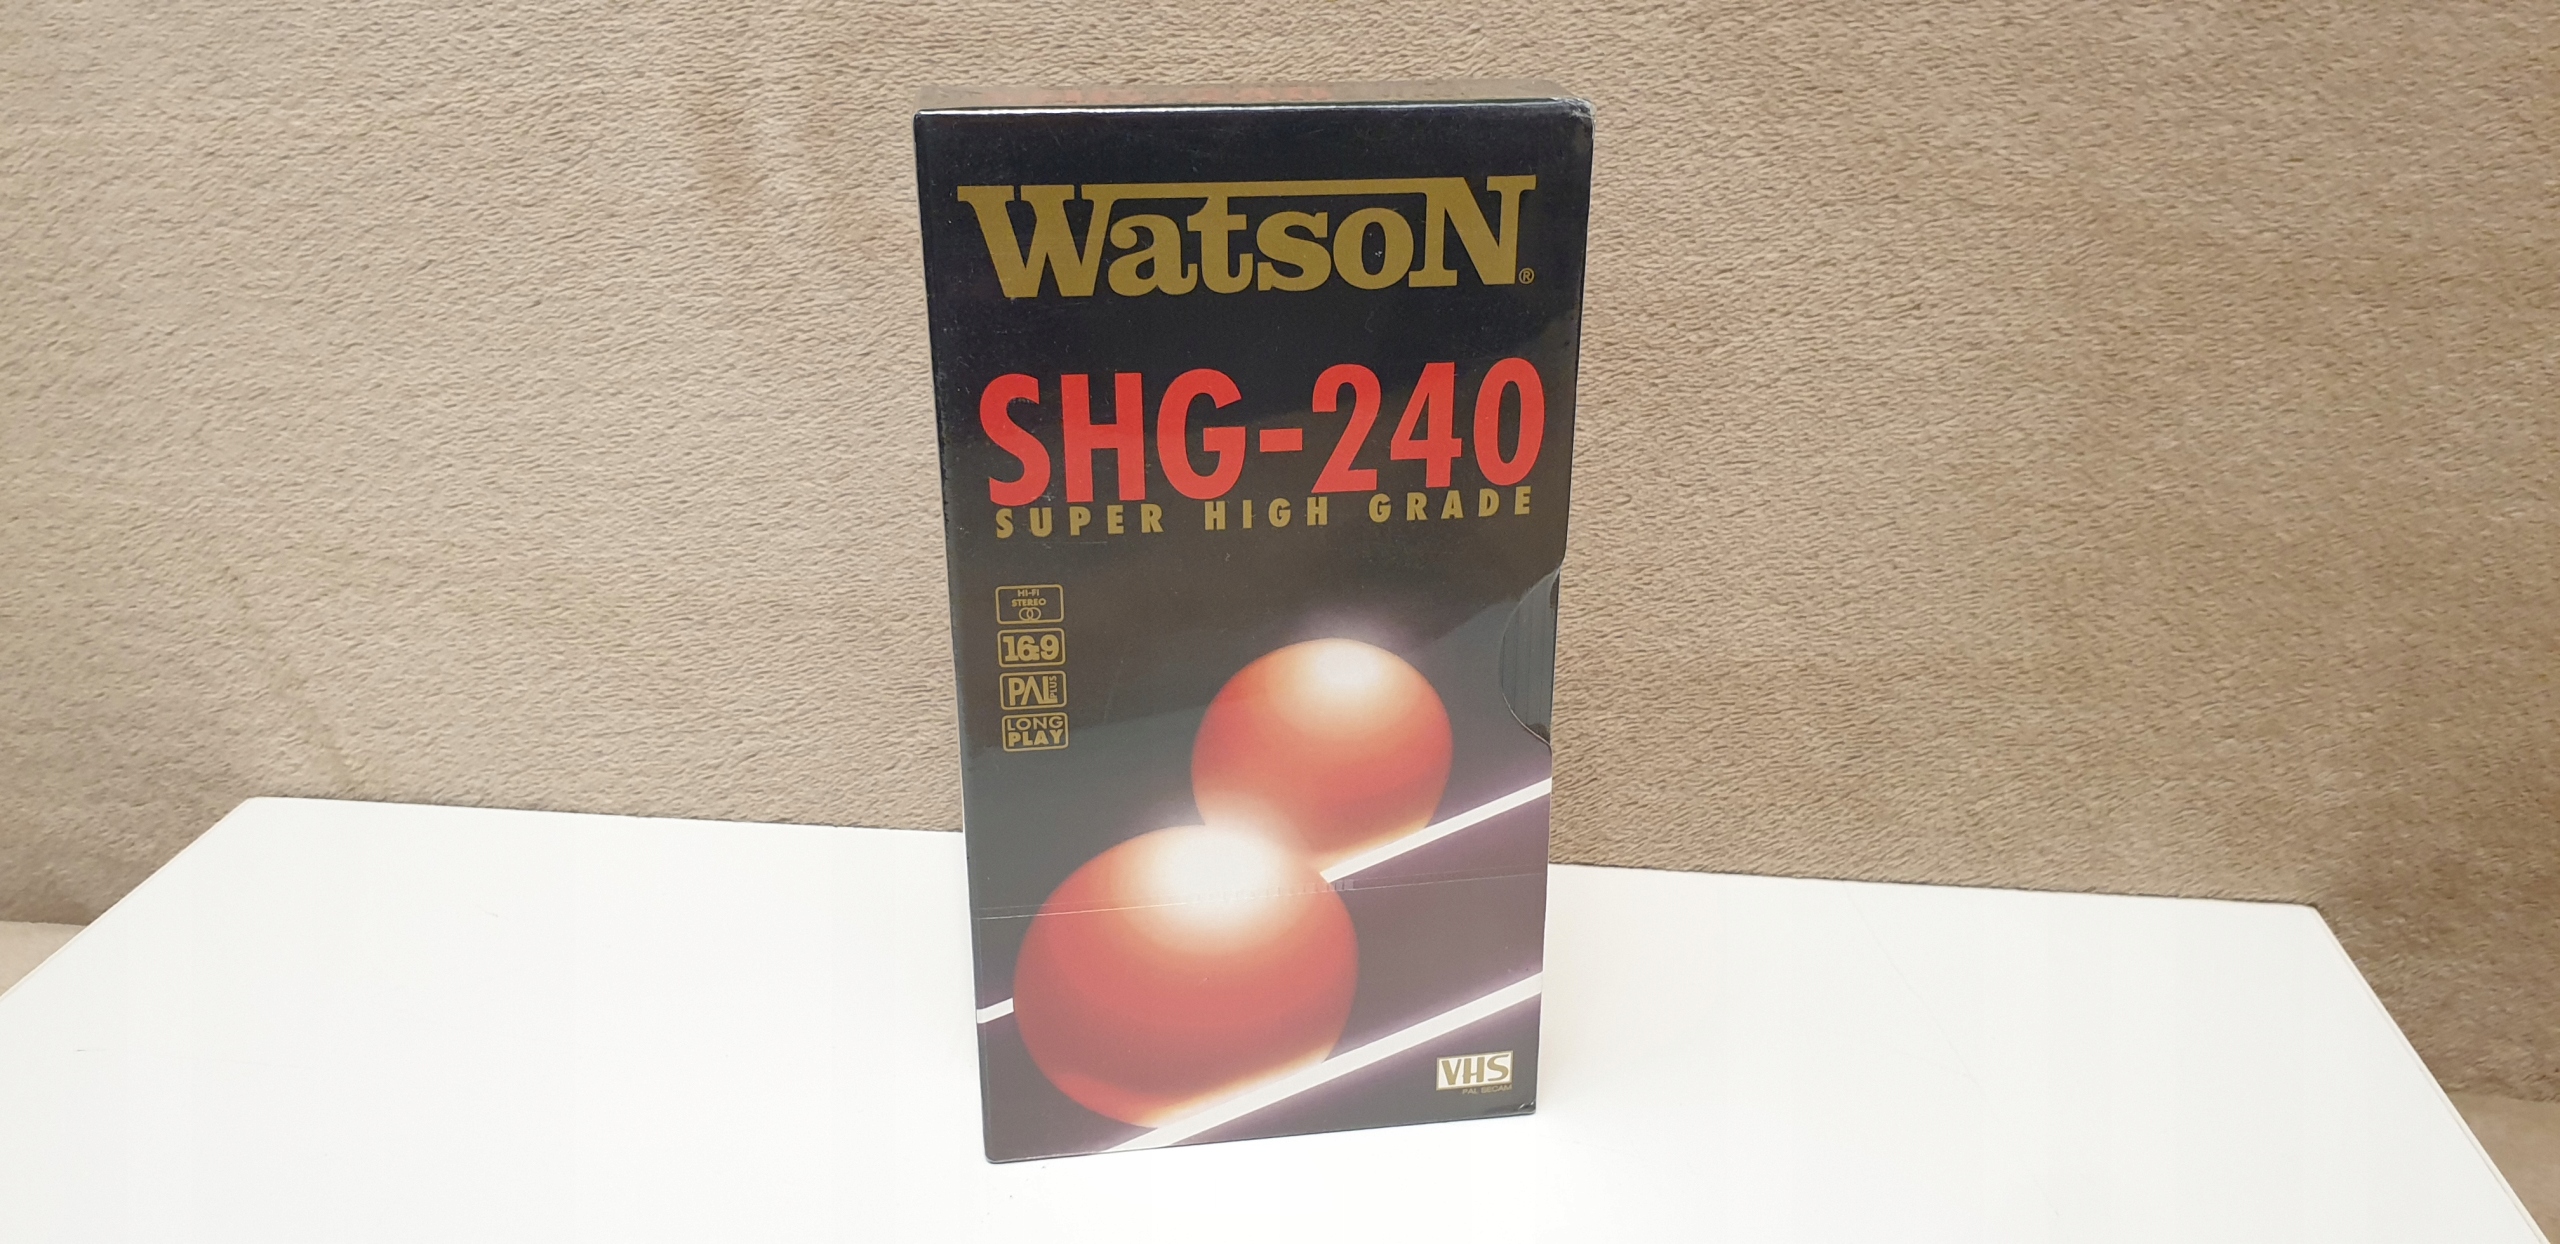 WatsoN®
SHG-240
SUPER HIGH GRADE
HI-FI
STEREO
16:9
PAL PLUS
LONG
PLAY
VHS
PAL SECAM